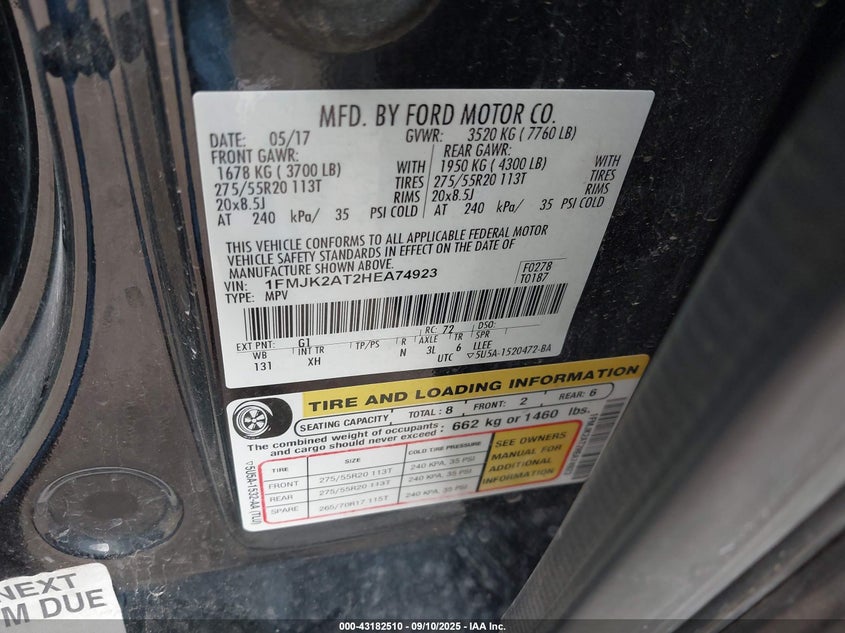 MFD. BY FORD MOTOR CO.
DATE: 05/17 GVWR: 3520 KG ( 7760 LB)
FRONT GAWR: REAR GAWR:
1678 KG ( 3700 LB) WITH 1950 KG ( 4300 LB) WITH
275/55R20 113T TIRES 275/55R20 113T TIRES
20x8.5J RIMS 20x8.5J RIMS
AT 240 kPa/ 35 PSI COLD AT 240 kPa/ 35 PSI COLD
THIS VEHICLE CONFORMS TO ALL APPLICABLE FEDERAL MOTOR
VEHICLE SAFETY STANDARDS IN EFFECT ON THE DATE OF
MANUFACTURE SHOWN ABOVE.
VIN: 1FMJK2AT2HEA74923 F0278
TYPE: MPV T0187
EXT PNT: G1 RC: 72 DSO:
WB INT TR TP/PS R AXLE TR SPR
131 XH N 3L 6 LLEE
UTC ▽5U5A-1520472-BA
TIRE AND LOADING INFORMATION
SEATING CAPACITY TOTAL: 8 FRONT: 2 REAR: 6
The combined weight of occupants and cargo should never exceed : 662 kg or 1460 lbs.
TIRE SIZE COLD TIRE PRESSURE
FRONT 275/55R20 113T 240 KPA, 35 PSI
REAR 275/55R20 113T 240 KPA, 35 PSI
SPARE 265/70R17 115T 240 KPA, 35 PSI
SEE OWNERS
MANUAL FOR
ADDITIONAL
INFORMATION
NEXT
M DUE
000-43182510 - 09/10/2025 - IAA Inc.